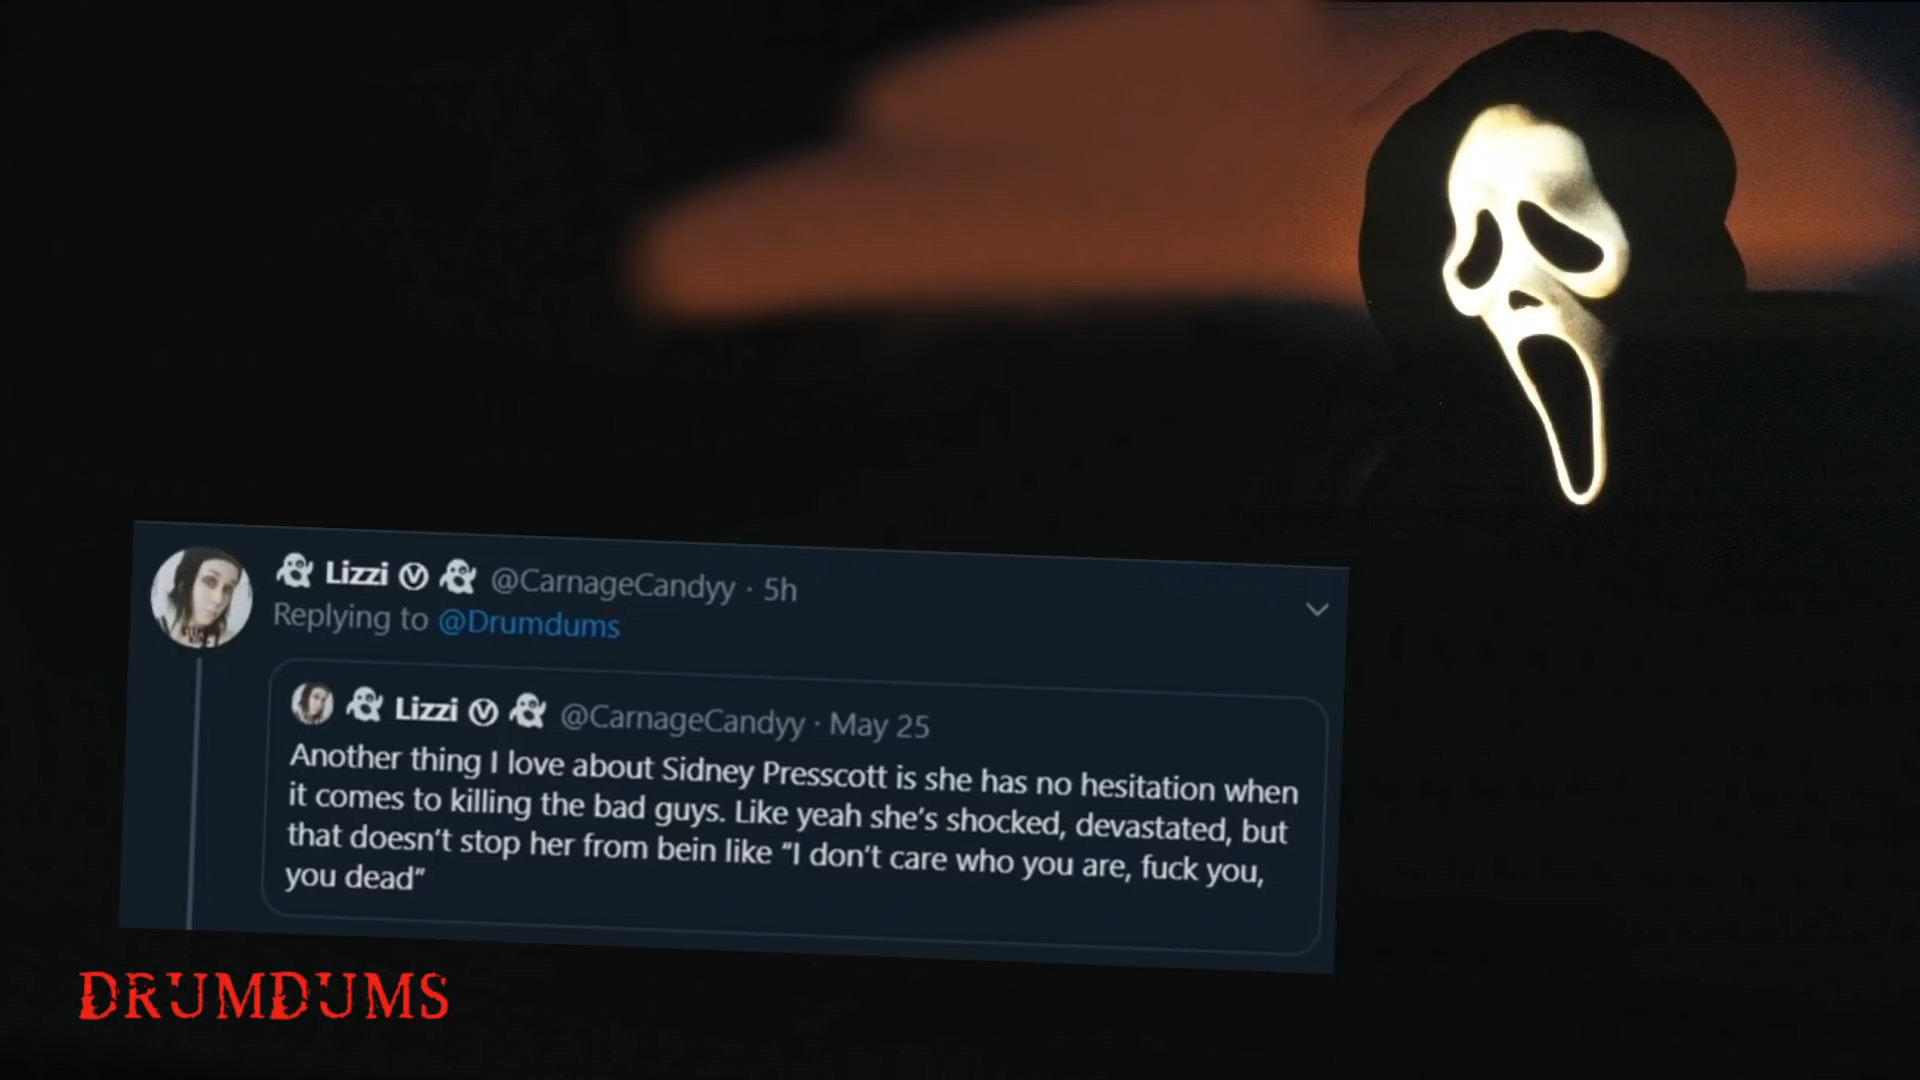 Lizzi @CarnageCandyy · 5h
Replying to @Drumdums
Lizzi @CarnageCandyy · May 25
Another thing I love about Sidney Presscott is she has no hesitation when
it comes to killing the bad guys. Like yeah she's shocked, devastated, but
that doesn't stop her from bein like "I don't care who you are, fuck you,
you dead"
DRUMDUMS